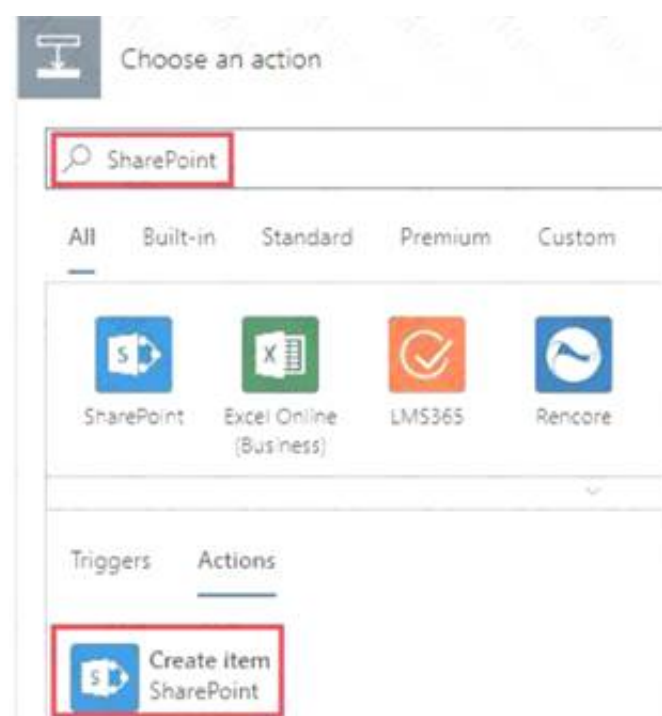 Choose an action
SharePoint
All Built-in Standard Premium Custom
SharePoint Excel Online LMS365 Rencore
(Business)
Triggers Actions
Create item
SharePoint